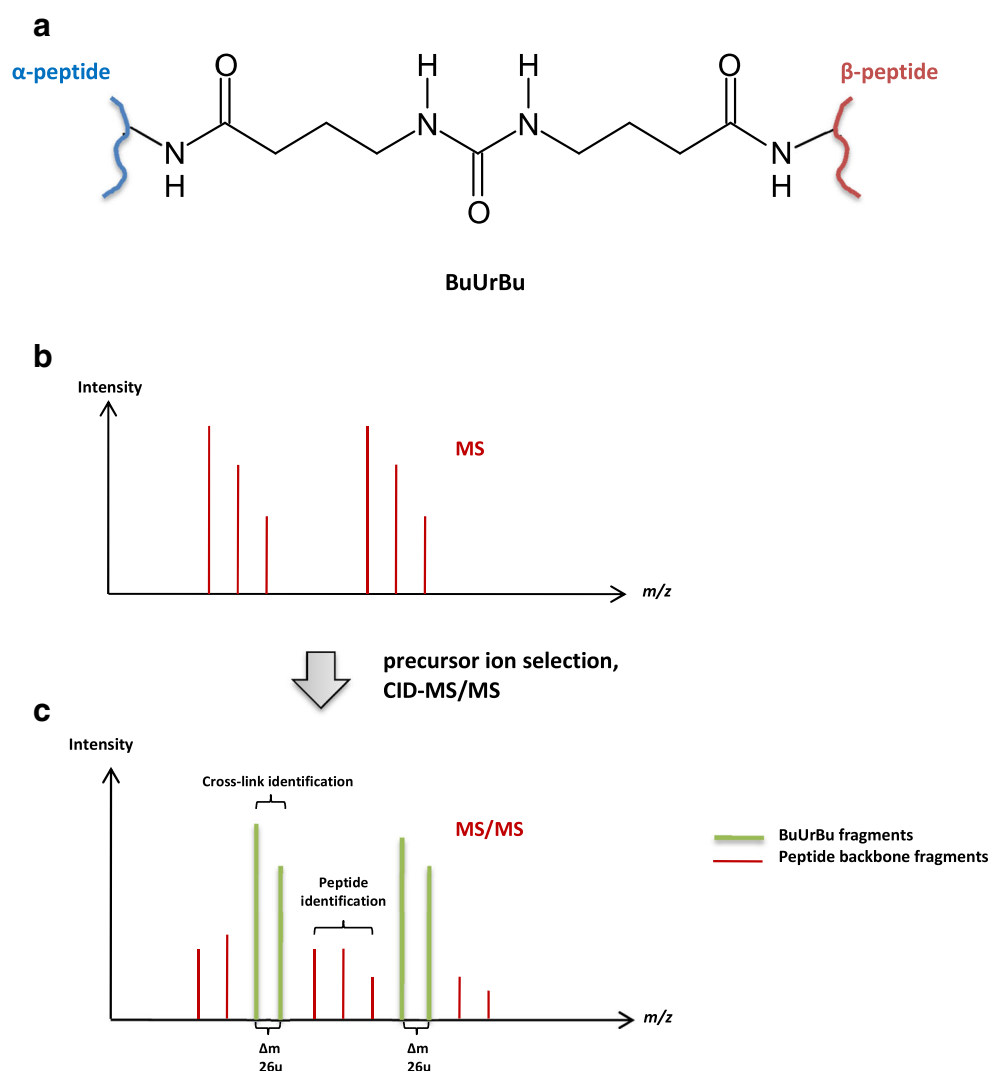 a
α-peptide
β-peptide
O
H
H
O
N
N
N
N
H
H
O
BuUrBu
b
Intensity
MS
m/z
precursor ion selection,
CID-MS/MS
c
Intensity
Cross-link identification
MS/MS
BuUrBu fragments
Peptide backbone fragments
Peptide
identification
m/z
Δm
26u
Δm
26u